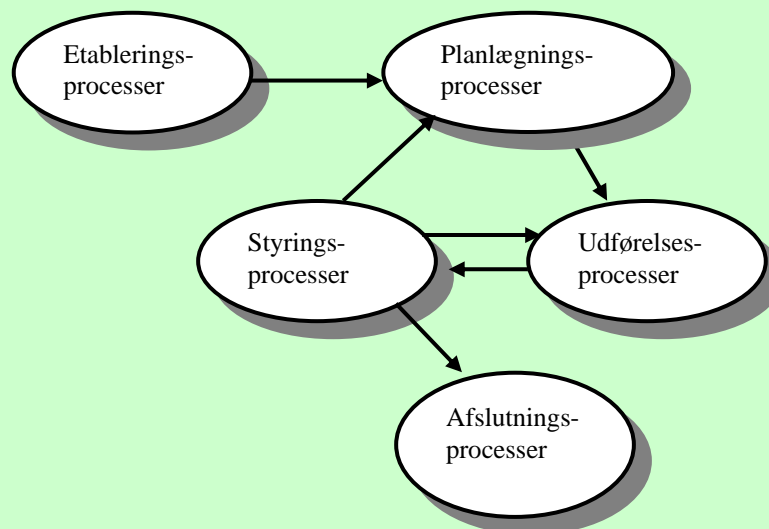 Etablerings-
processer
Planlægnings-
processer
Styrings-
processer
Udførelses-
processer
Afslutnings-
processer